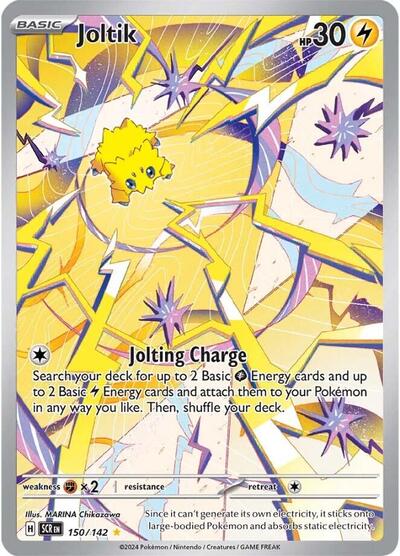 BASIC Joltik HP30
Jolting Charge
Search your deck for up to 2 Basic Energy cards and up
to 2 Basic Energy cards and attach them to your Pokémon
in any way you like. Then, shuffle your deck.
weakness ×2 resistance retreat
Illus. MARINA Chikazawa
H SCR EN 150/142
Since it can't generate its own electricity, it sticks onto
large-bodied Pokémon and absorbs static electricity.
©2024 Pokémon / Nintendo / Creatures / GAME FREAK